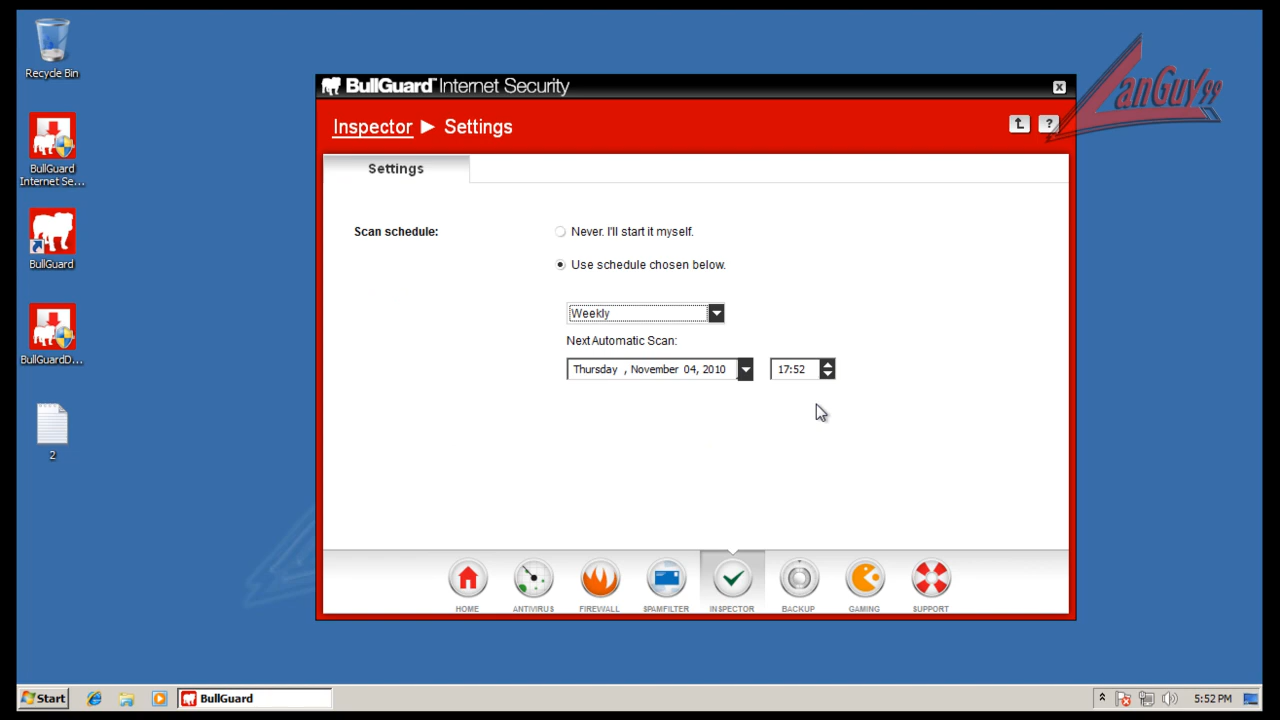 Recycle Bin
BullGuard
Internet Se...
BullGuard
BullGuardD...
2
BullGuard Internet Security
anGuy99
Inspector ▶ Settings
?
Settings
Scan schedule:
Never. I'll start it myself.
Use schedule chosen below.
Weekly
Next Automatic Scan:
Thursday , November 04, 2010
17:52
HOME
ANTIVIRUS
FIREWALL
SPAMFILTER
INSPECTOR
BACKUP
GAMING
SUPPORT
Start
BullGuard
5:52 PM